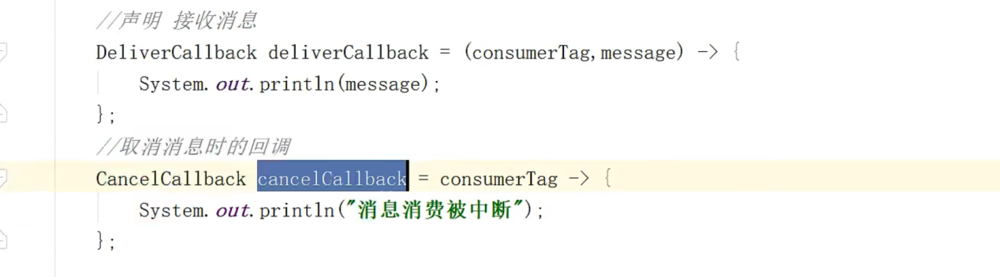 //声明 接收消息
DeliverCallback deliverCallback = (consumerTag,message) -> {
System.out.println(message);
};
//取消消息时的回调
CancelCallback cancelCallback = consumerTag -> {
System.out.println("消息消费被中断");
};